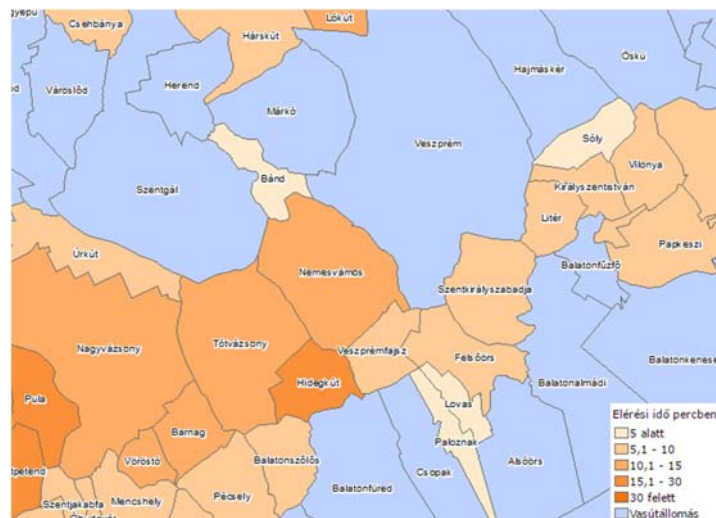 gyepű
Csehbánya
Hárskút
Lókút
Öskü
Hajmáskér
Herend
Városlőd
Márkó
Veszprém
Sóly
Vilonya
Királyszentistván
Bánd
Szentgál
Litér
Papkeszi
Úrkút
Balatonfűzfő
Nemesvámos
Szentkirályszabadja
Nagyvázsony
Tótvázsony
Veszprémfajsz
Felsőörs
Balatonkenese
Hidegkút
Balatonalmádi
Pula
Lovas
Elérési idő percben
5 alatt
5,1 - 10
10,1 - 15
15,1 - 30
30 felett
Vasútállomás
Barnag
Paloznak
Vöröstó
Balatonszőlős
Alsóörs
tpetend
Csopak
Mencshely
Pécsely
Balatonfüred
Szentjakabfa